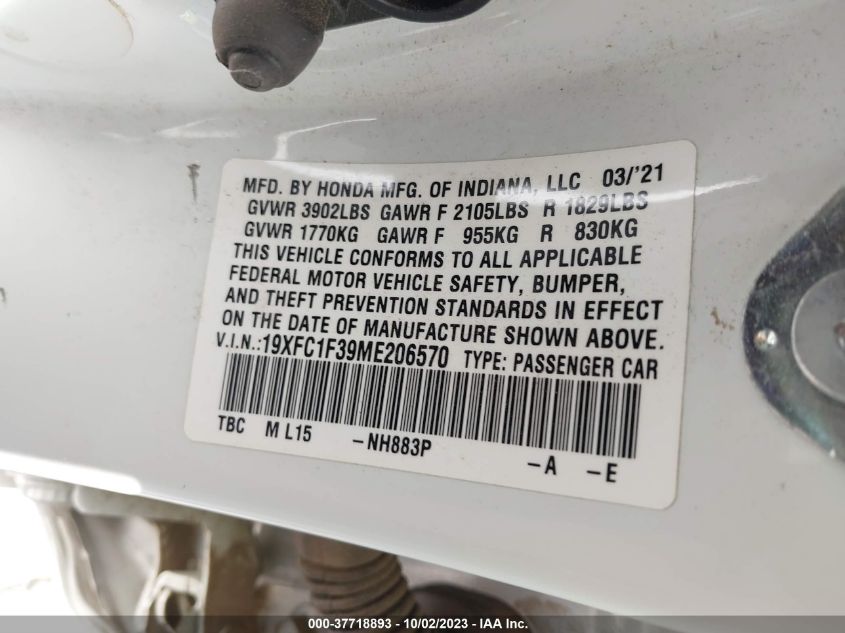 MFD. BY HONDA MFG. OF INDIANA, LLC 03/'21
GVWR 3902LBS GAWR F 2105LBS R 1829LBS
GVWR 1770KG GAWR F 955KG R 830KG
THIS VEHICLE CONFORMS TO ALL APPLICABLE
FEDERAL MOTOR VEHICLE SAFETY, BUMPER,
AND THEFT PREVENTION STANDARDS IN EFFECT
ON THE DATE OF MANUFACTURE SHOWN ABOVE.
V.I.N.:19XFC1F39ME206570 TYPE: PASSENGER CAR
TBC M L15 -NH883P -A -E
000-37718893 - 10/02/2023 - IAA Inc.